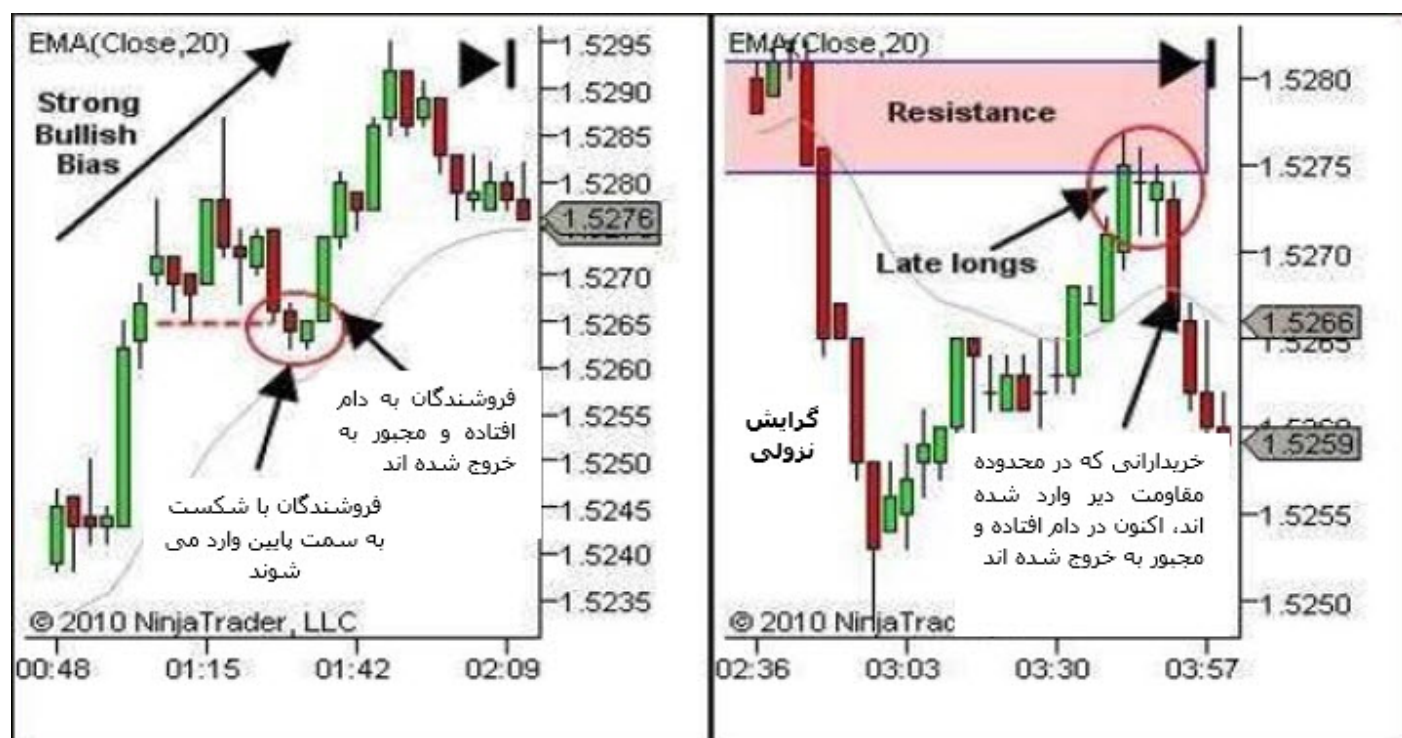 EMA(Close,20)
Strong
Bullish
Bias
1.5295
1.5290
1.5285
1.5280
1.5276
1.5270
1.5265
1.5260
1.5255
1.5250
1.5245
1.5240
1.5235
فروشندگان به دام
افتاده و مجبور به
خروج شده اند
فروشندگان با شکست
به سمت پایین وارد می
شوند
© 2010 NinjaTrader, LLC
00:48 01:15 01:42 02:09
EMA(Close,20)
Resistance
Late longs
1.5280
1.5275
1.5270
1.5266
1.5265
1.5259
1.5255
1.5250
گرایش
نزولی
خریدارانی که در محدوده
مقاومت دیر وارد شده
اند، اکنون در دام افتاده و
مجبور به خروج شده اند
© 2010 NinjaTrad
02:36 03:03 03:30 03:57